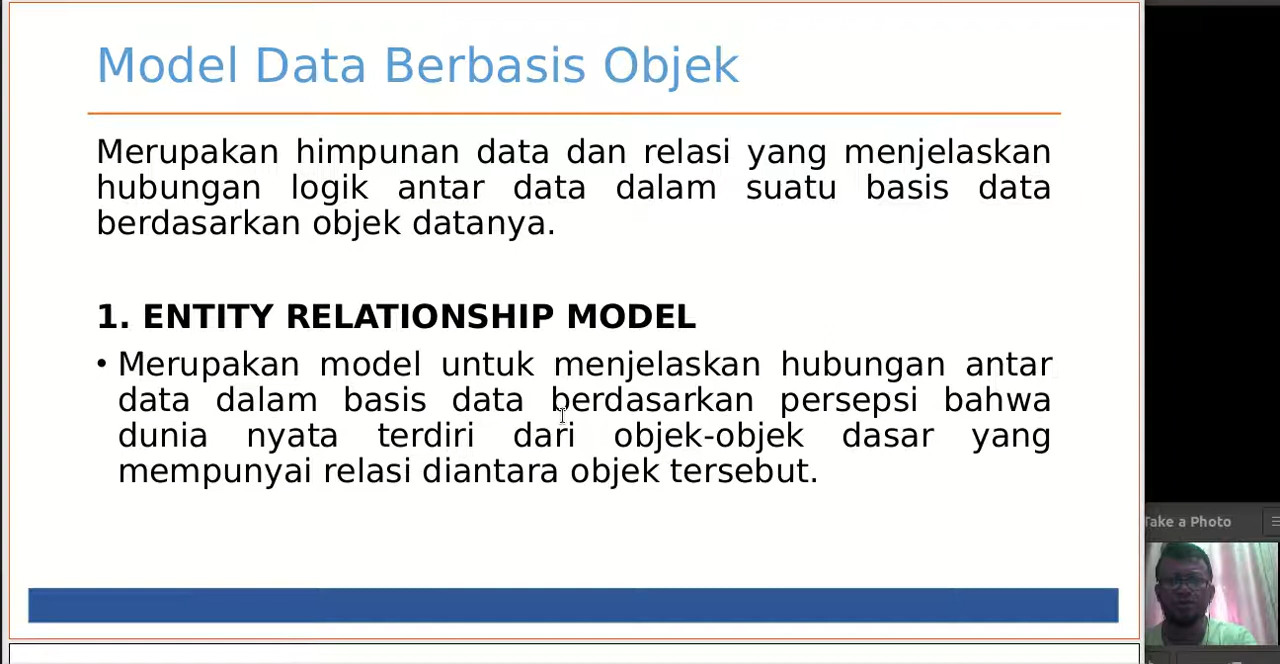 Model Data Berbasis Objek
Merupakan himpunan data dan relasi yang menjelaskan
hubungan logik antar data dalam suatu basis data
berdasarkan objek datanya.
1. ENTITY RELATIONSHIP MODEL
• Merupakan model untuk menjelaskan hubungan antar
data dalam basis data berdasarkan persepsi bahwa
dunia nyata terdiri dari objek-objek dasar yang
mempunyai relasi diantara objek tersebut.
Take a Photo